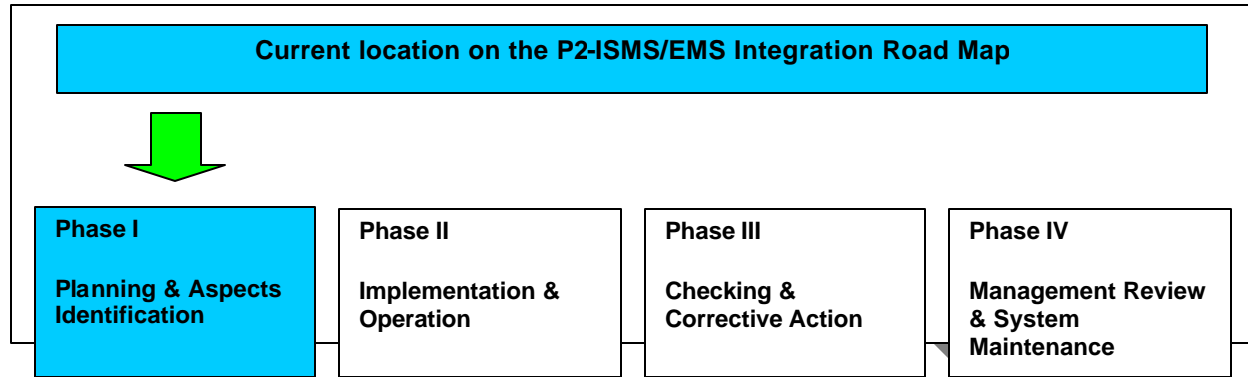 Current location on the P2-ISMS/EMS Integration Road Map
Phase I
Planning & Aspects
Identification
Phase II
Implementation &
Operation
Phase III
Checking &
Corrective Action
Phase IV
Management Review
& System
Maintenance